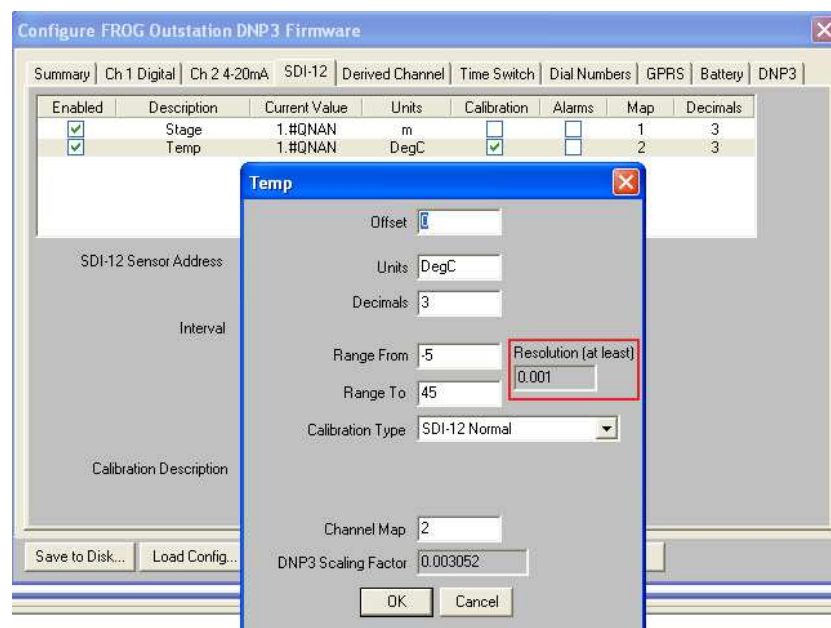 Configure FROG Outstation DNP3 Firmware
Summary Ch 1 Digital Ch 2 4-20mA SDI-12 Derived Channel Time Switch Dial Numbers GPRS Battery DNP3
Enabled Description Current Value Units Calibration Alarms Map Decimals
Stage 1.#QNAN m 1 3
Temp 1.#QNAN DegC 2 3
Temp
Offset 0
SDI-12 Sensor Address
Units DegC
Decimals 3
Interval
Range From -5
Resolution (at least)
0.001
Range To 45
Calibration Type SDI-12 Normal
Calibration Description
Channel Map 2
Save to Disk... Load Config...
DNP3 Scaling Factor 0.003052
OK Cancel